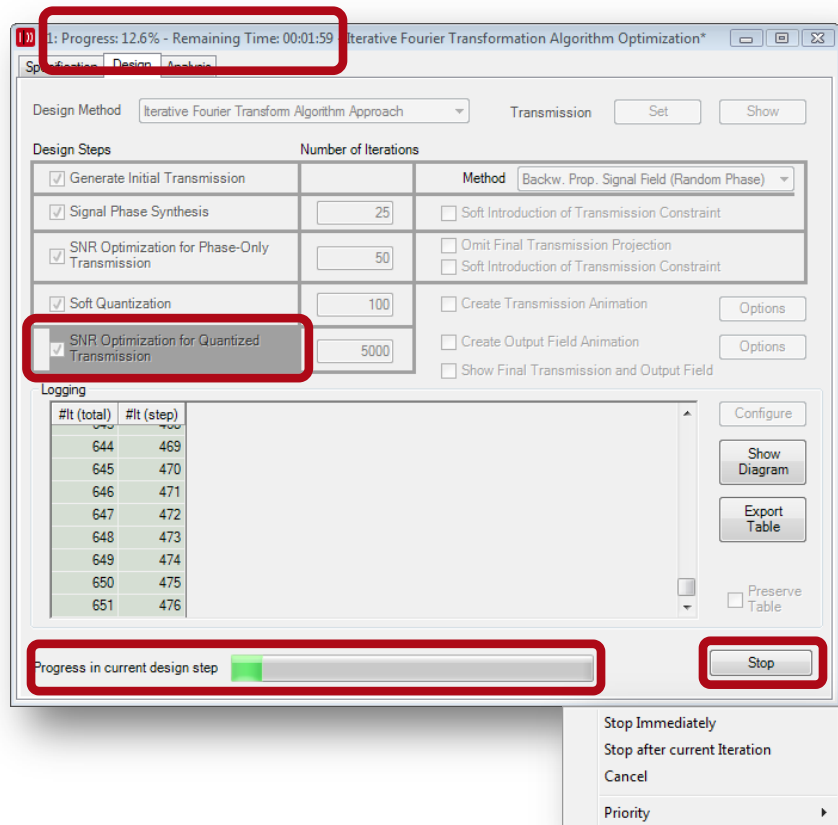 1: Progress: 12.6% - Remaining Time: 00:01:59 - Iterative Fourier Transformation Algorithm Optimization*
Specification Design Analysis
Design Method Iterative Fourier Transform Algorithm Approach Transmission Set Show
Design Steps Number of Iterations
Generate Initial Transmission Method Backw. Prop. Signal Field (Random Phase)
Signal Phase Synthesis 25 Soft Introduction of Transmission Constraint
SNR Optimization for Phase-Only
Transmission
50
Omit Final Transmission Projection
Soft Introduction of Transmission Constraint
Soft Quantization 100 Create Transmission Animation Options
SNR Optimization for Quantized
Transmission
5000
Create Output Field Animation Options
Show Final Transmission and Output Field
Logging
#It (total) #It (step) Configure
644 469
645 470
646 471
647 472
648 473
649 474
650 475
651 476
Show
Diagram
Export
Table
Preserve
Table
Progress in current design step Stop
Stop Immediately
Stop after current Iteration
Cancel
Priority